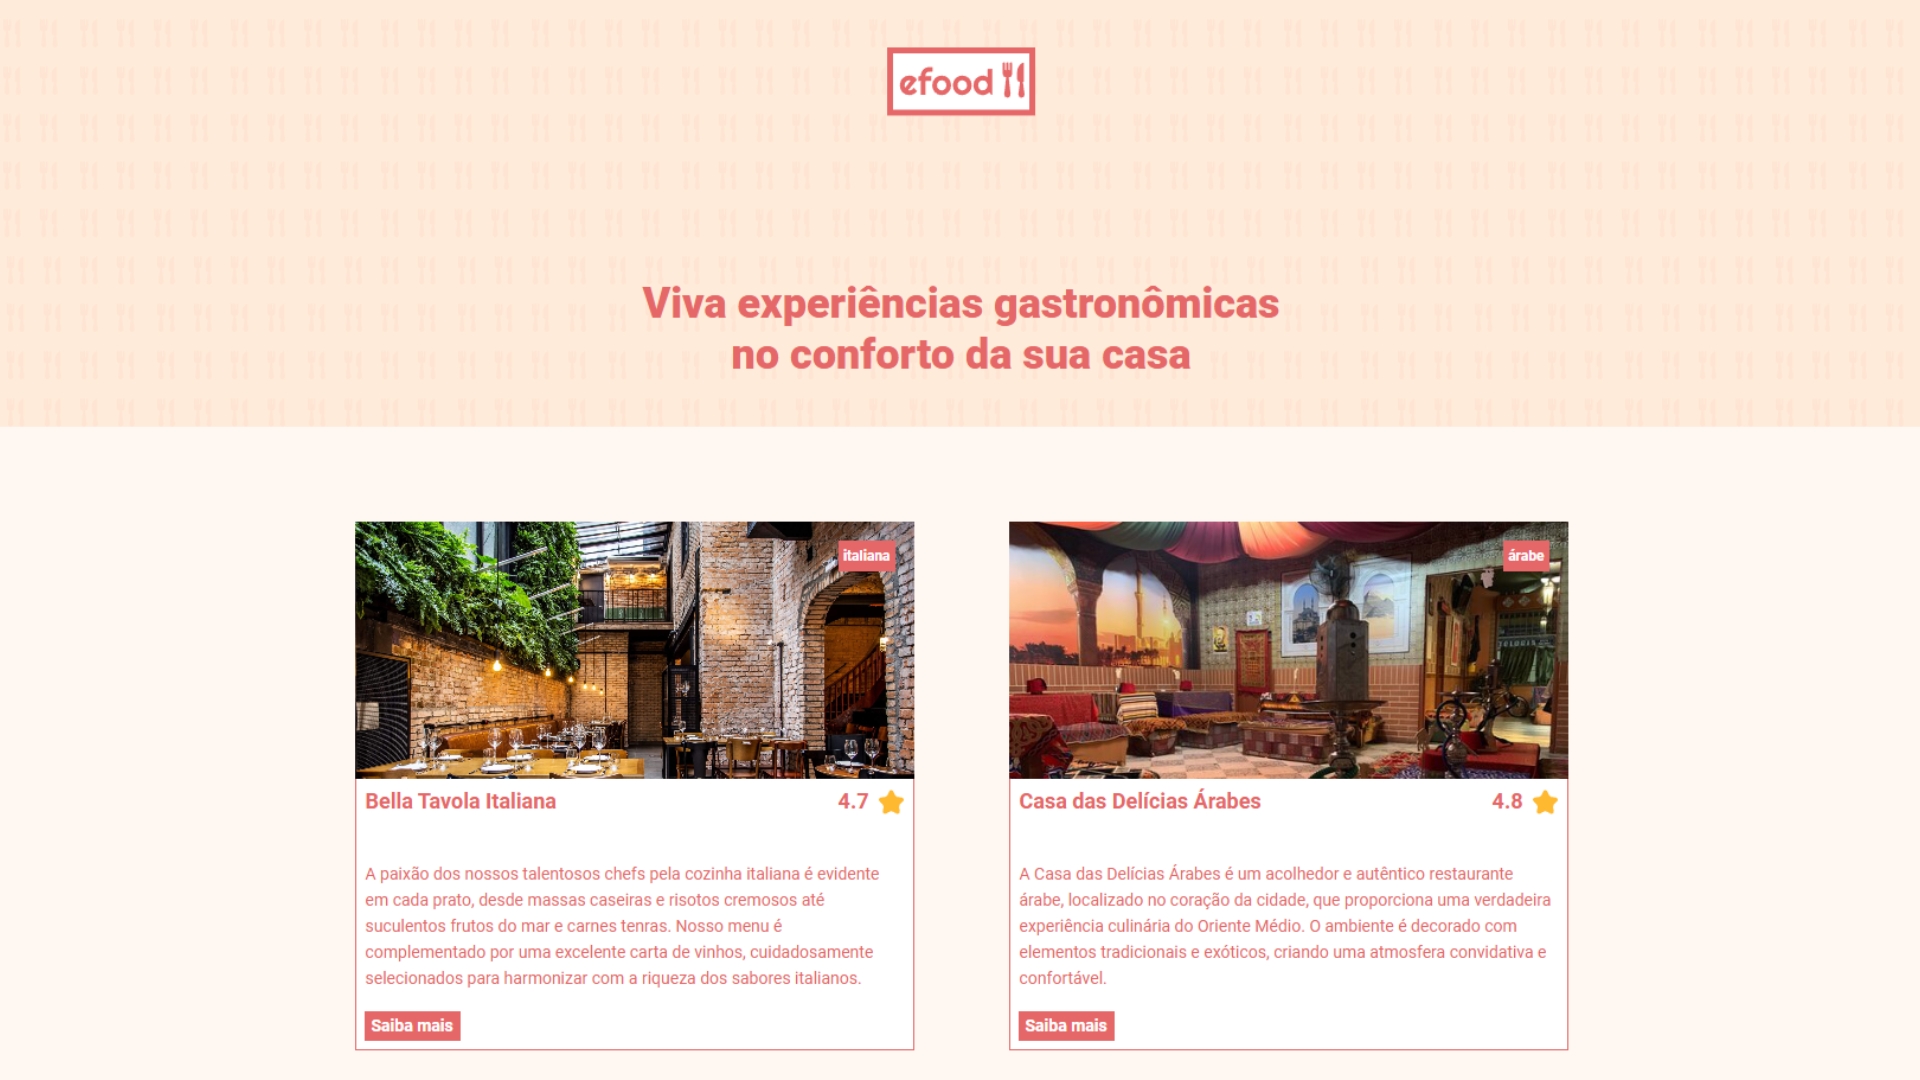 efood
Viva experiências gastronômicas
no conforto da sua casa
italiana
Bella Tavola Italiana 4.7
A paixão dos nossos talentosos chefs pela cozinha italiana é evidente
em cada prato, desde massas caseiras e risotos cremosos até
suculentos frutos do mar e carnes tenras. Nosso menu é
complementado por uma excelente carta de vinhos, cuidadosamente
selecionados para harmonizar com a riqueza dos sabores italianos.
Saiba mais
árabe
Casa das Delícias Árabes 4.8
A Casa das Delícias Árabes é um acolhedor e autêntico restaurante
árabe, localizado no coração da cidade, que proporciona uma verdadeira
experiência culinária do Oriente Médio. O ambiente é decorado com
elementos tradicionais e exóticos, criando uma atmosfera convidativa e
confortável.
Saiba mais